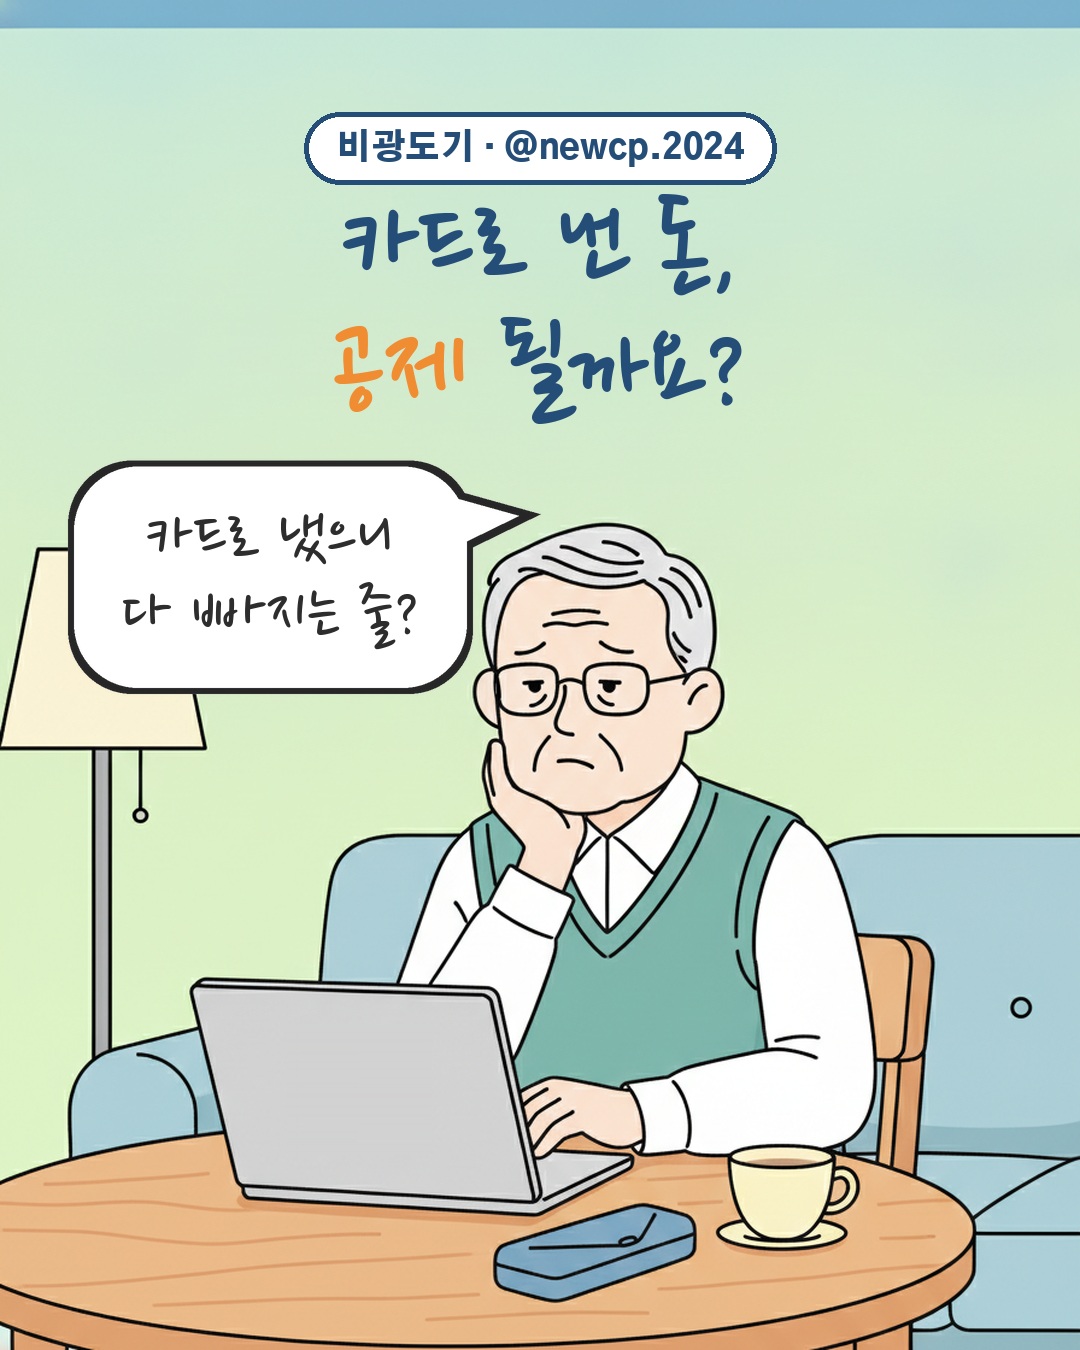 비광도기 · @newcp.2024
카드로 번 돈,
공제 될까요?
카드로 냈으니
다 빠지는 줄?